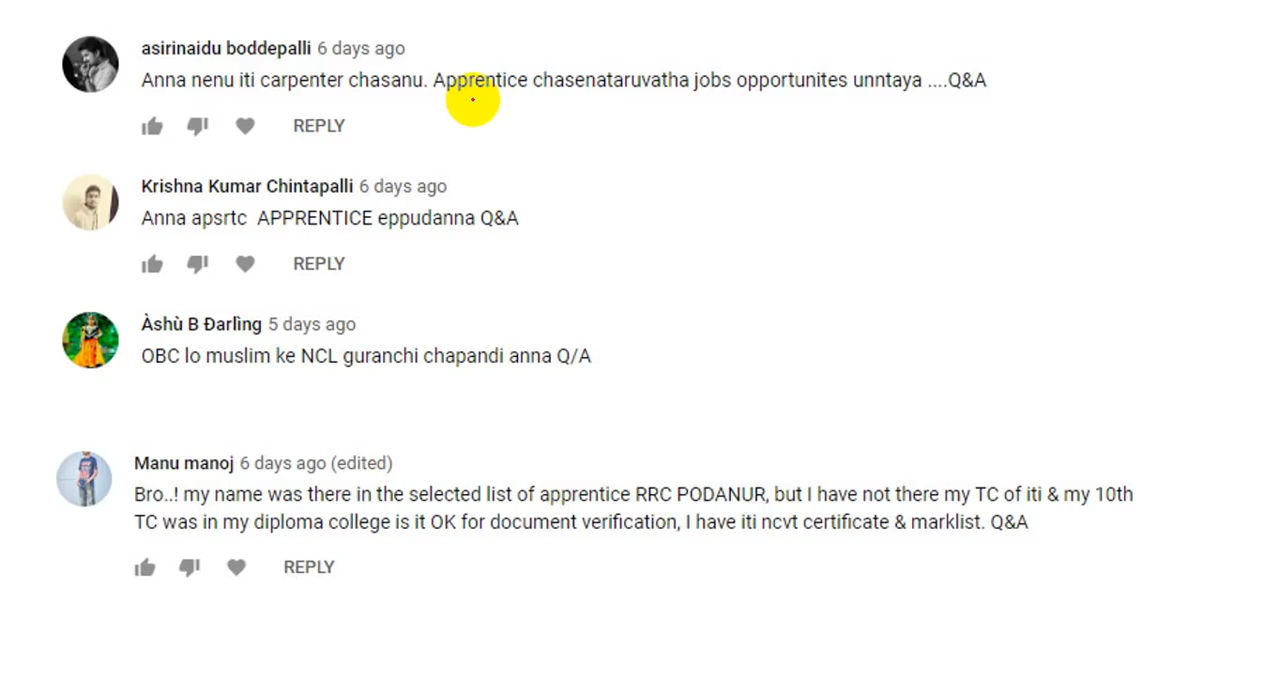 asirinaidu boddepalli 6 days ago
Anna nenu iti carpenter chasanu. Apprentice chasenataruvatha jobs opportunites unntaya ....Q&A
REPLY
Krishna Kumar Chintapalli 6 days ago
Anna apsrtc APPRENTICE eppudanna Q&A
REPLY
Àshù B Đarlìng 5 days ago
OBC lo muslim ke NCL guranchi chapandi anna Q/A
Manu manoj 6 days ago (edited)
Bro..! my name was there in the selected list of apprentice RRC PODANUR, but I have not there my TC of iti & my 10th
TC was in my diploma college is it OK for document verification, I have iti ncvt certificate & marklist. Q&A
REPLY